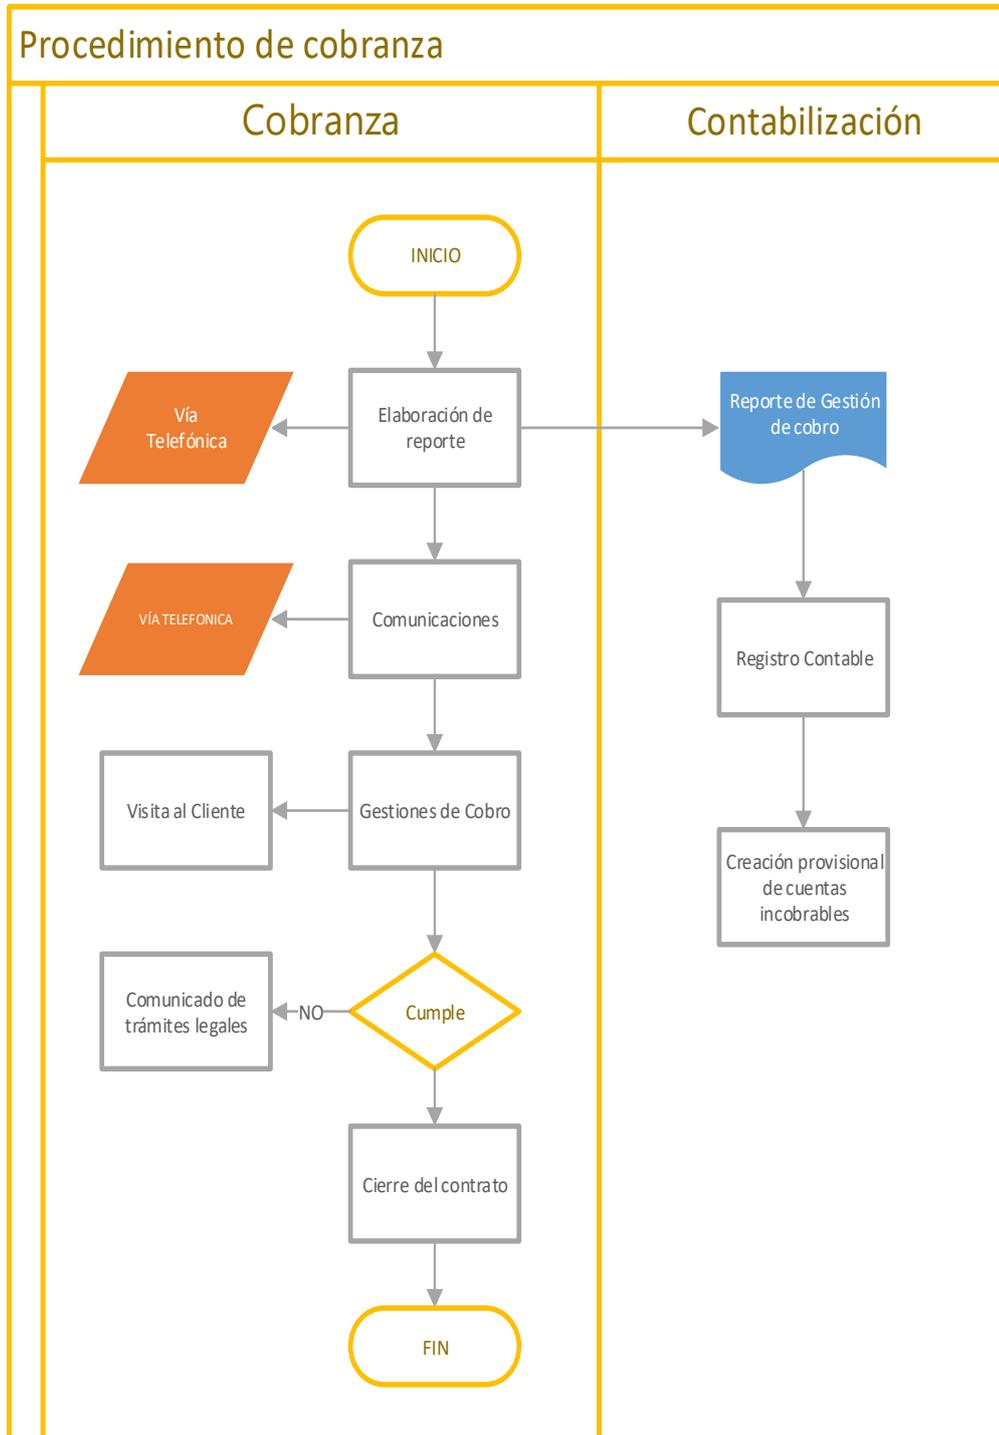 Procedimiento de cobranza
Cobranza
Contabilización
INICIO
Vía
Telefónica
Elaboración de
reporte
Reporte de Gestión
de cobro
VÍA TELEFONICA
Comunicaciones
Registro Contable
Visita al Cliente
Gestiones de Cobro
Creación provisional
de cuentas
incobrables
Comunicado de
trámites legales
NO
Cumple
Cierre del contrato
FIN